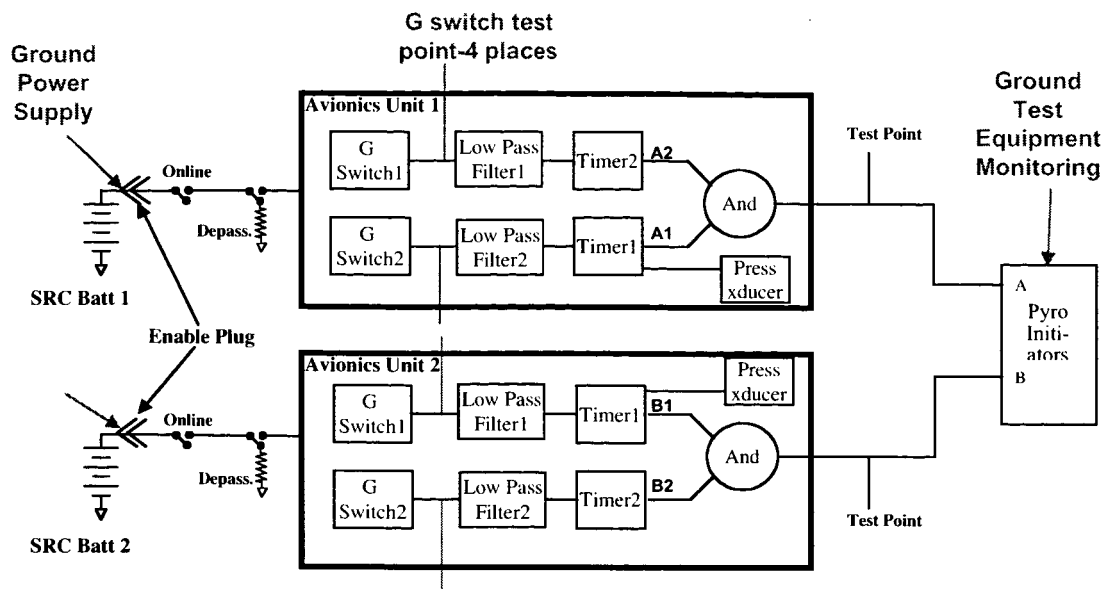 G switch test
point-4 places
Ground
Power
Supply
Ground
Test
Equipment
Monitoring
Avionics Unit 1
G
Switch1
Low Pass
Filter1
Timer2
A2
And
Test Point
Online
Depass.
G
Switch2
Low Pass
Filter2
Timer1
A1
Press
xducer
SRC Batt 1
A
Pyro
Initi-
ators
B
Enable Plug
Avionics Unit 2
Press
xducer
G
Switch1
Low Pass
Filter1
Timer1
B1
And
Online
Depass.
G
Switch2
Low Pass
Filter2
Timer2
B2
Test Point
SRC Batt 2